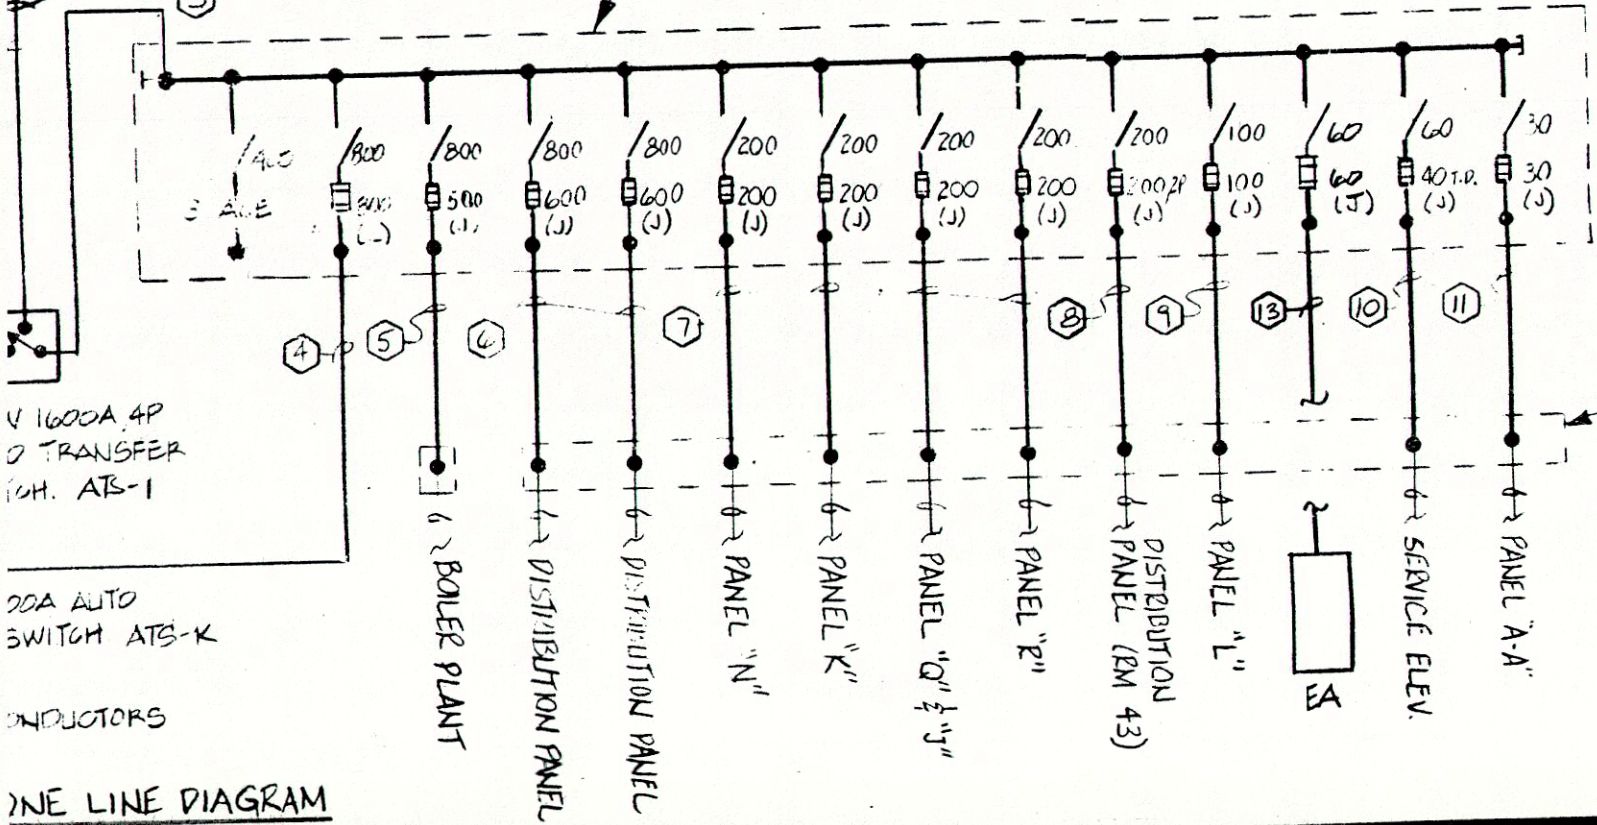 3
800
800
(J)
800
500
(J)
800
600
(J)
800
600
(J)
200
200
(J)
200
200
(J)
200
200
(J)
200
200
(J)
200
200 2P
(J)
100
100
(J)
60
60
(J)
60
40 T.D.
(J)
30
30
(J)
4
5
6
7
8
9
13
10
11
V 1600A, 4P
O TRANSFER
CH. ATS-1
00A AUTO
SWITCH ATS-K
ONDUCTORS
BOILER PLANT
DISTRIBUTION PANEL
DISTRIBUTION PANEL
PANEL "N"
PANEL "K"
PANEL "Q" & "J"
PANEL "R"
DISTRIBUTION
PANEL (RM 43)
PANEL "L"
EA
SERVICE ELEV.
PANEL "A-A"
ONE LINE DIAGRAM